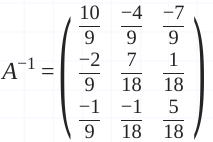 A⁻¹ = ( 10/9 -4/9 -7/9
-2/9 7/18 1/18
-1/9 -1/18 5/18 )